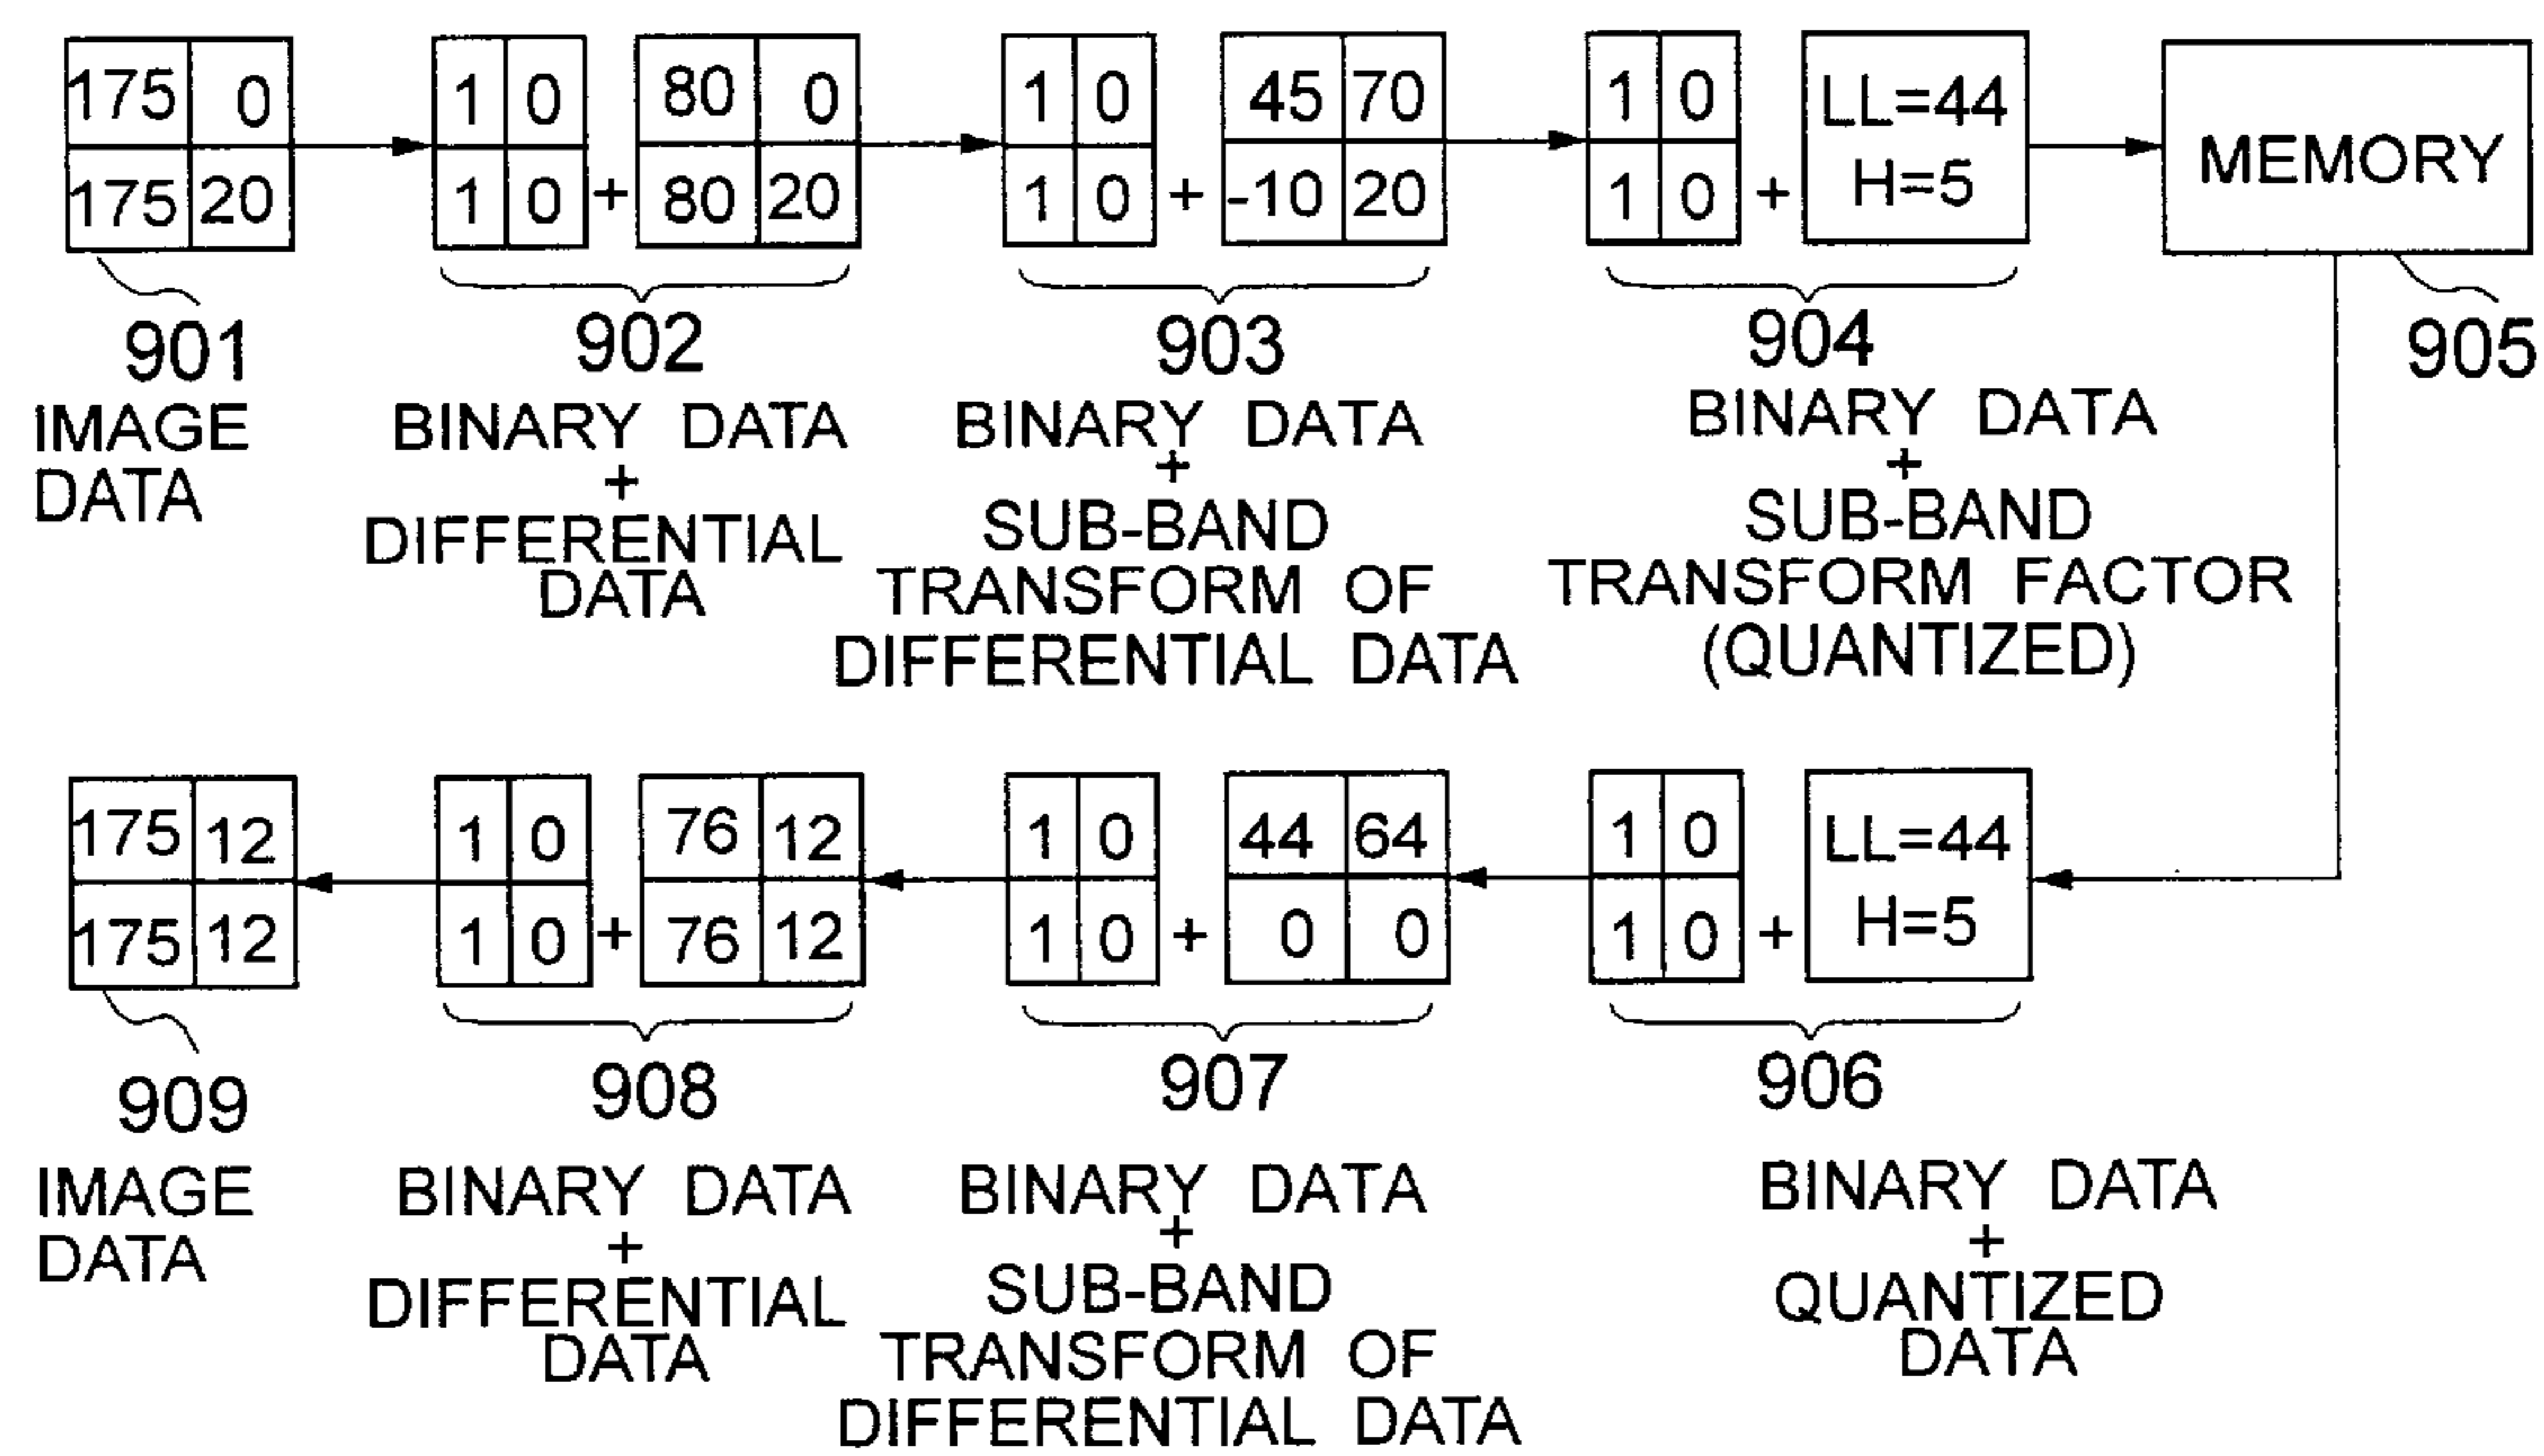 175 0 1 0 80 0 1 0 45 70 1 0 LL=44
MEMORY
175 20 1 0 + 80 20 1 0 + -10 20 1 0 + H=5
901 902 903 904 905
IMAGE
DATA
BINARY DATA
+
DIFFERENTIAL
DATA
BINARY DATA
+
SUB-BAND
TRANSFORM OF
DIFFERENTIAL DATA
BINARY DATA
+
SUB-BAND
TRANSFORM FACTOR
(QUANTIZED)
175 12 1 0 76 12 1 0 44 64 1 0 LL=44
175 12 1 0 + 76 12 1 0 + 0 0 1 0 + H=5
909 908 907 906
IMAGE
DATA
BINARY DATA
+
DIFFERENTIAL
DATA
BINARY DATA
+
SUB-BAND
TRANSFORM OF
DIFFERENTIAL DATA
BINARY DATA
+
QUANTIZED
DATA